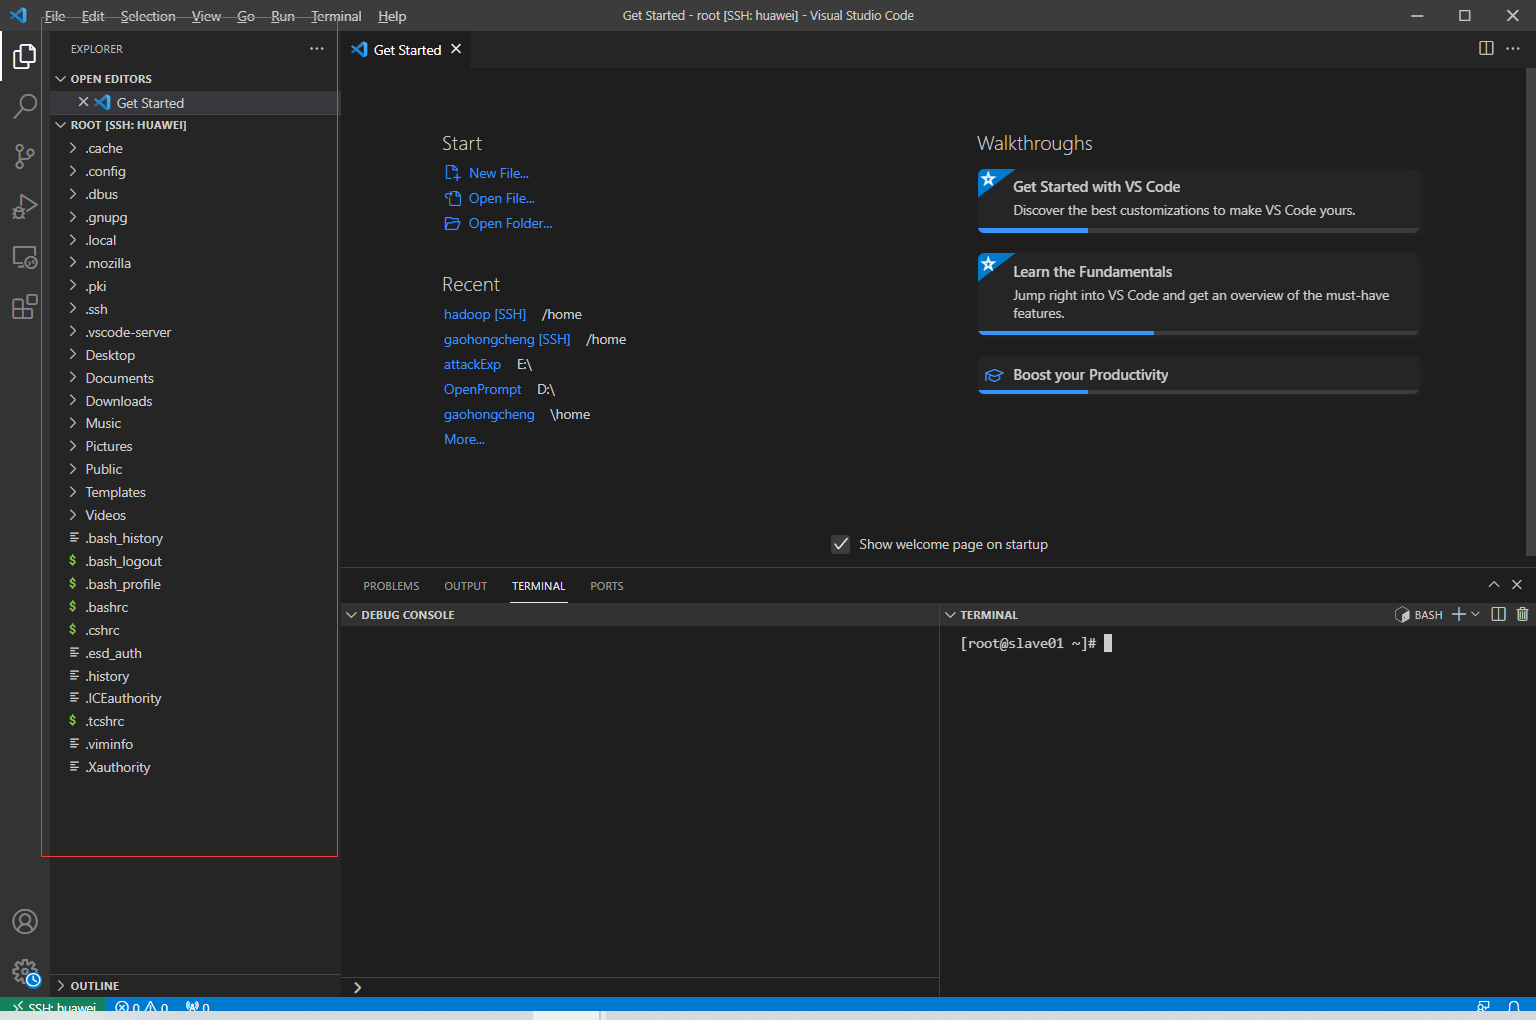 File Edit Selection View Go Run Terminal Help
Get Started - root [SSH: huawei] - Visual Studio Code
EXPLORER
OPEN EDITORS
Get Started
ROOT [SSH: HUAWEI]
.cache
.config
.dbus
.gnupg
.local
.mozilla
.pki
.ssh
.vscode-server
Desktop
Documents
Downloads
Music
Pictures
Public
Templates
Videos
.bash_history
$ .bash_logout
$ .bash_profile
$ .bashrc
$ .cshrc
.esd_auth
.history
.ICEauthority
$ .tcshrc
.viminfo
.Xauthority
OUTLINE
Get Started
Start
New File...
Open File...
Open Folder...
Recent
hadoop [SSH] /home
gaohongcheng [SSH] /home
attackExp E:\
OpenPrompt D:\
gaohongcheng \home
More...
Walkthroughs
Get Started with VS Code
Discover the best customizations to make VS Code yours.
Learn the Fundamentals
Jump right into VS Code and get an overview of the must-have
features.
Boost your Productivity
Show welcome page on startup
PROBLEMS OUTPUT TERMINAL PORTS
DEBUG CONSOLE
TERMINAL
BASH
[root@slave01 ~]#
SSH: huawei 0 0 0